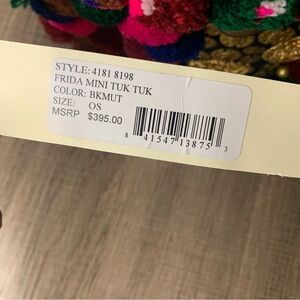 STYLE: 4181 8198
FRIDA MINI TUK TUK
COLOR: BKMUT
SIZE: OS
MSRP $395.00
8 41547 13875 3